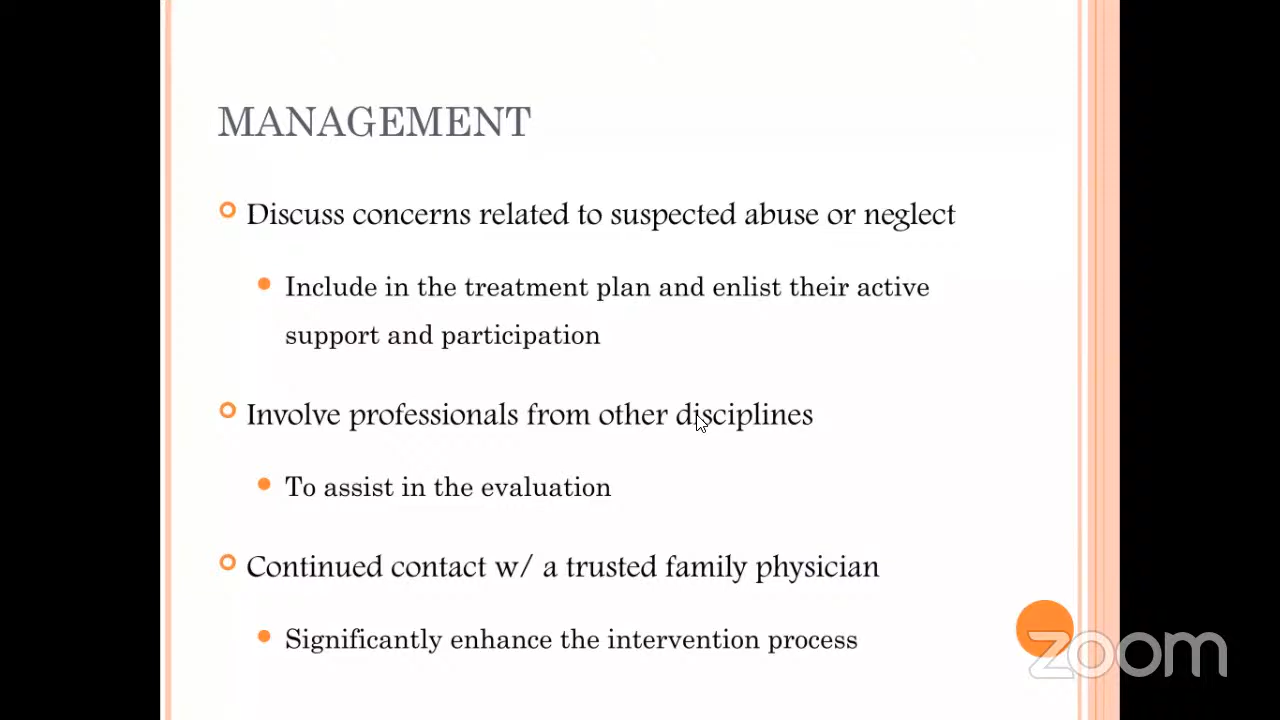 MANAGEMENT
Discuss concerns related to suspected abuse or neglect
Include in the treatment plan and enlist their active
support and participation
Involve professionals from other disciplines
To assist in the evaluation
Continued contact w/ a trusted family physician
Significantly enhance the intervention process
zoom